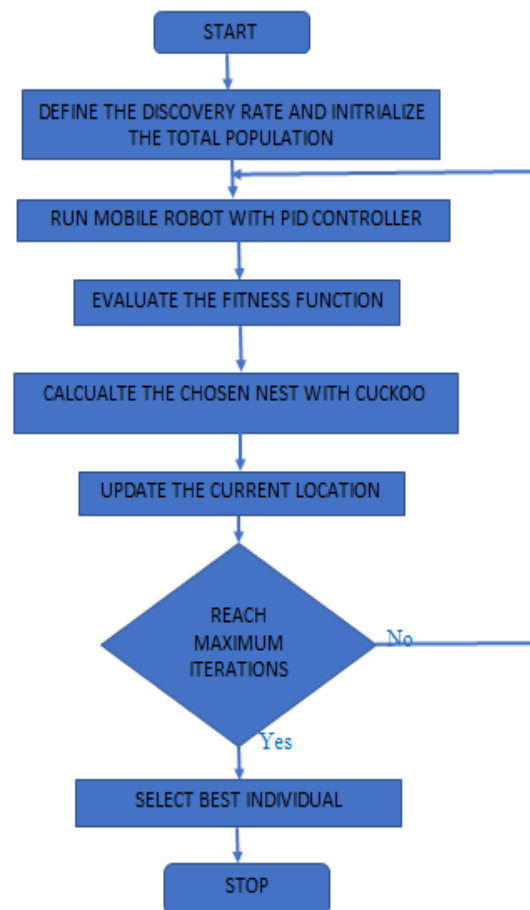 START
DEFINE THE DISCOVERY RATE AND INITRIALIZE
THE TOTAL POPULATION
RUN MOBILE ROBOT WITH PID CONTROLLER
EVALUATE THE FITNESS FUNCTION
CALCUALTE THE CHOSEN NEST WITH CUCKOO
UPDATE THE CURRENT LOCATION
REACH
MAXIMUM
ITERATIONS
No
Yes
SELECT BEST INDIVIDUAL
STOP